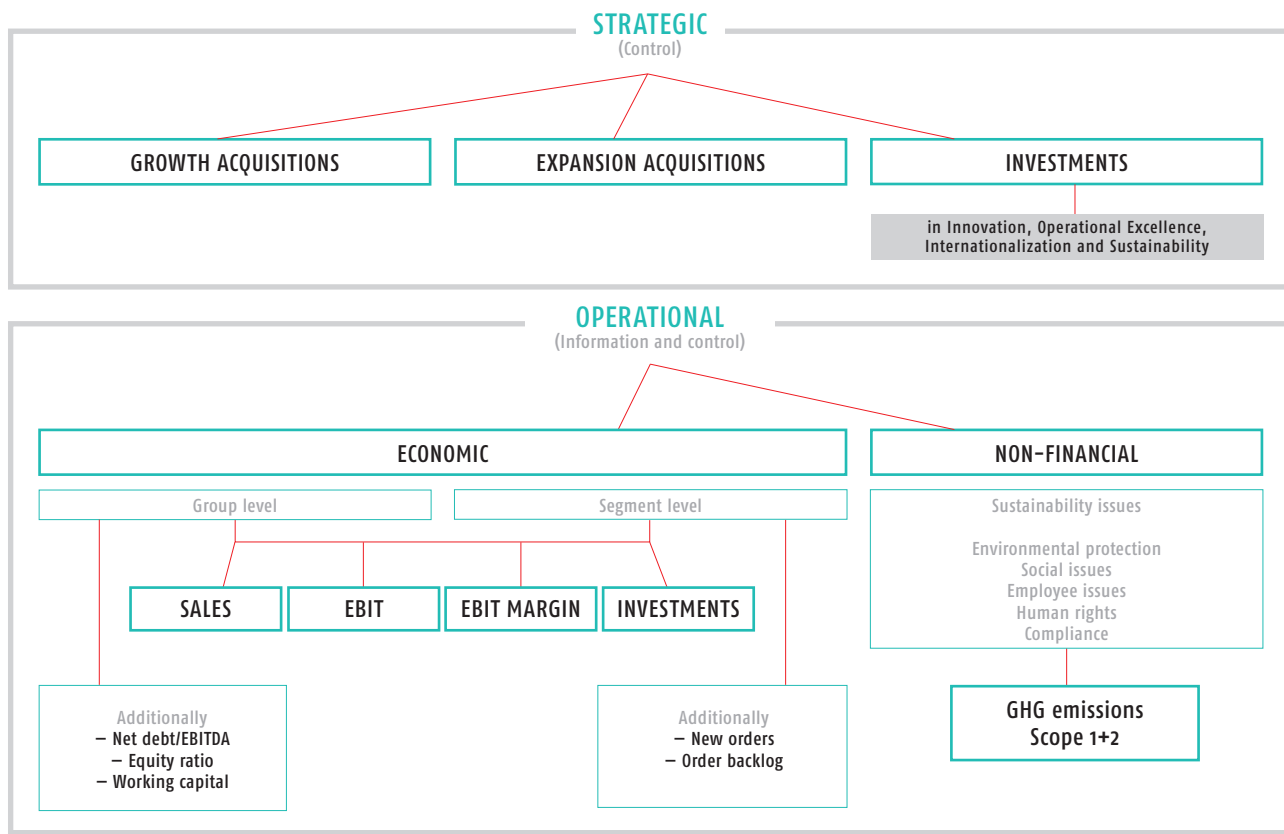 STRATEGIC
(Control)
GROWTH ACQUISITIONS
EXPANSION ACQUISITIONS
INVESTMENTS
in Innovation, Operational Excellence,
Internationalization and Sustainability
OPERATIONAL
(Information and control)
ECONOMIC
NON-FINANCIAL
Group level
Segment level
SALES
EBIT
EBIT MARGIN
INVESTMENTS
Sustainability issues
Environmental protection
Social issues
Employee issues
Human rights
Compliance
Additionally
– Net debt/EBITDA
– Equity ratio
– Working capital
Additionally
– New orders
– Order backlog
GHG emissions
Scope 1+2